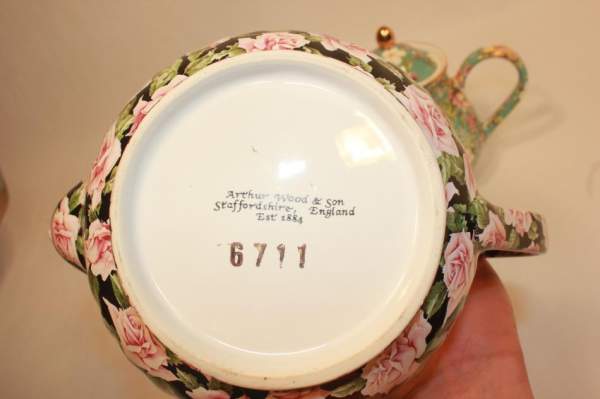 Arthur Wood & Son
Staffordshire, England
Est 1884
6711